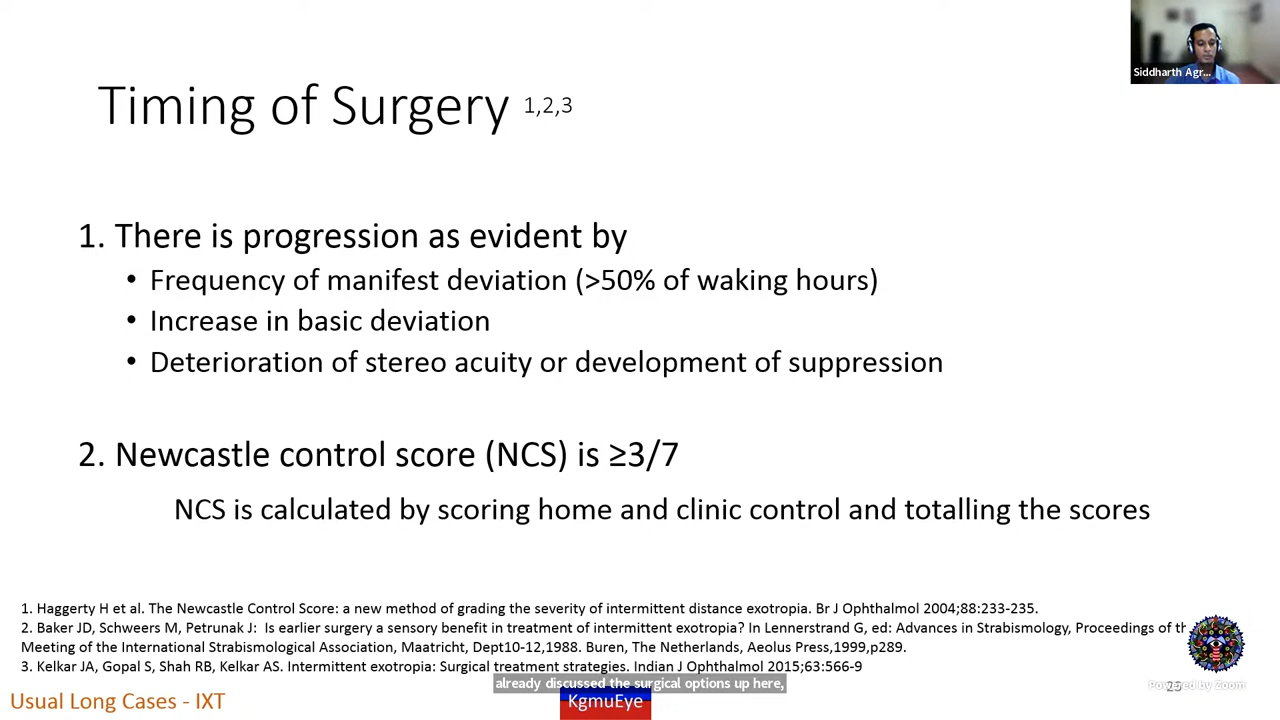 Siddharth Agr...
Timing of Surgery 1,2,3
1. There is progression as evident by
• Frequency of manifest deviation (>50% of waking hours)
• Increase in basic deviation
• Deterioration of stereo acuity or development of suppression
2. Newcastle control score (NCS) is ≥3/7
NCS is calculated by scoring home and clinic control and totalling the scores
1. Haggerty H et al. The Newcastle Control Score: a new method of grading the severity of intermittent distance exotropia. Br J Ophthalmol 2004;88:233-235.
2. Baker JD, Schweers M, Petrunak J: Is earlier surgery a sensory benefit in treatment of intermittent exotropia? In Lennerstrand G, ed: Advances in Strabismology, Proceedings of th
Meeting of the International Strabismological Association, Maatricht, Dept10-12,1988. Buren, The Netherlands, Aeolus Press,1999,p289.
3. Kelkar JA, Gopal S, Shah RB, Kelkar AS. Intermittent exotropia: Surgical treatment strategies. Indian J Ophthalmol 2015;63:566-9
already discussed the surgical options up here,
Usual Long Cases - IXT
KgmuEye
Powered by Zoom